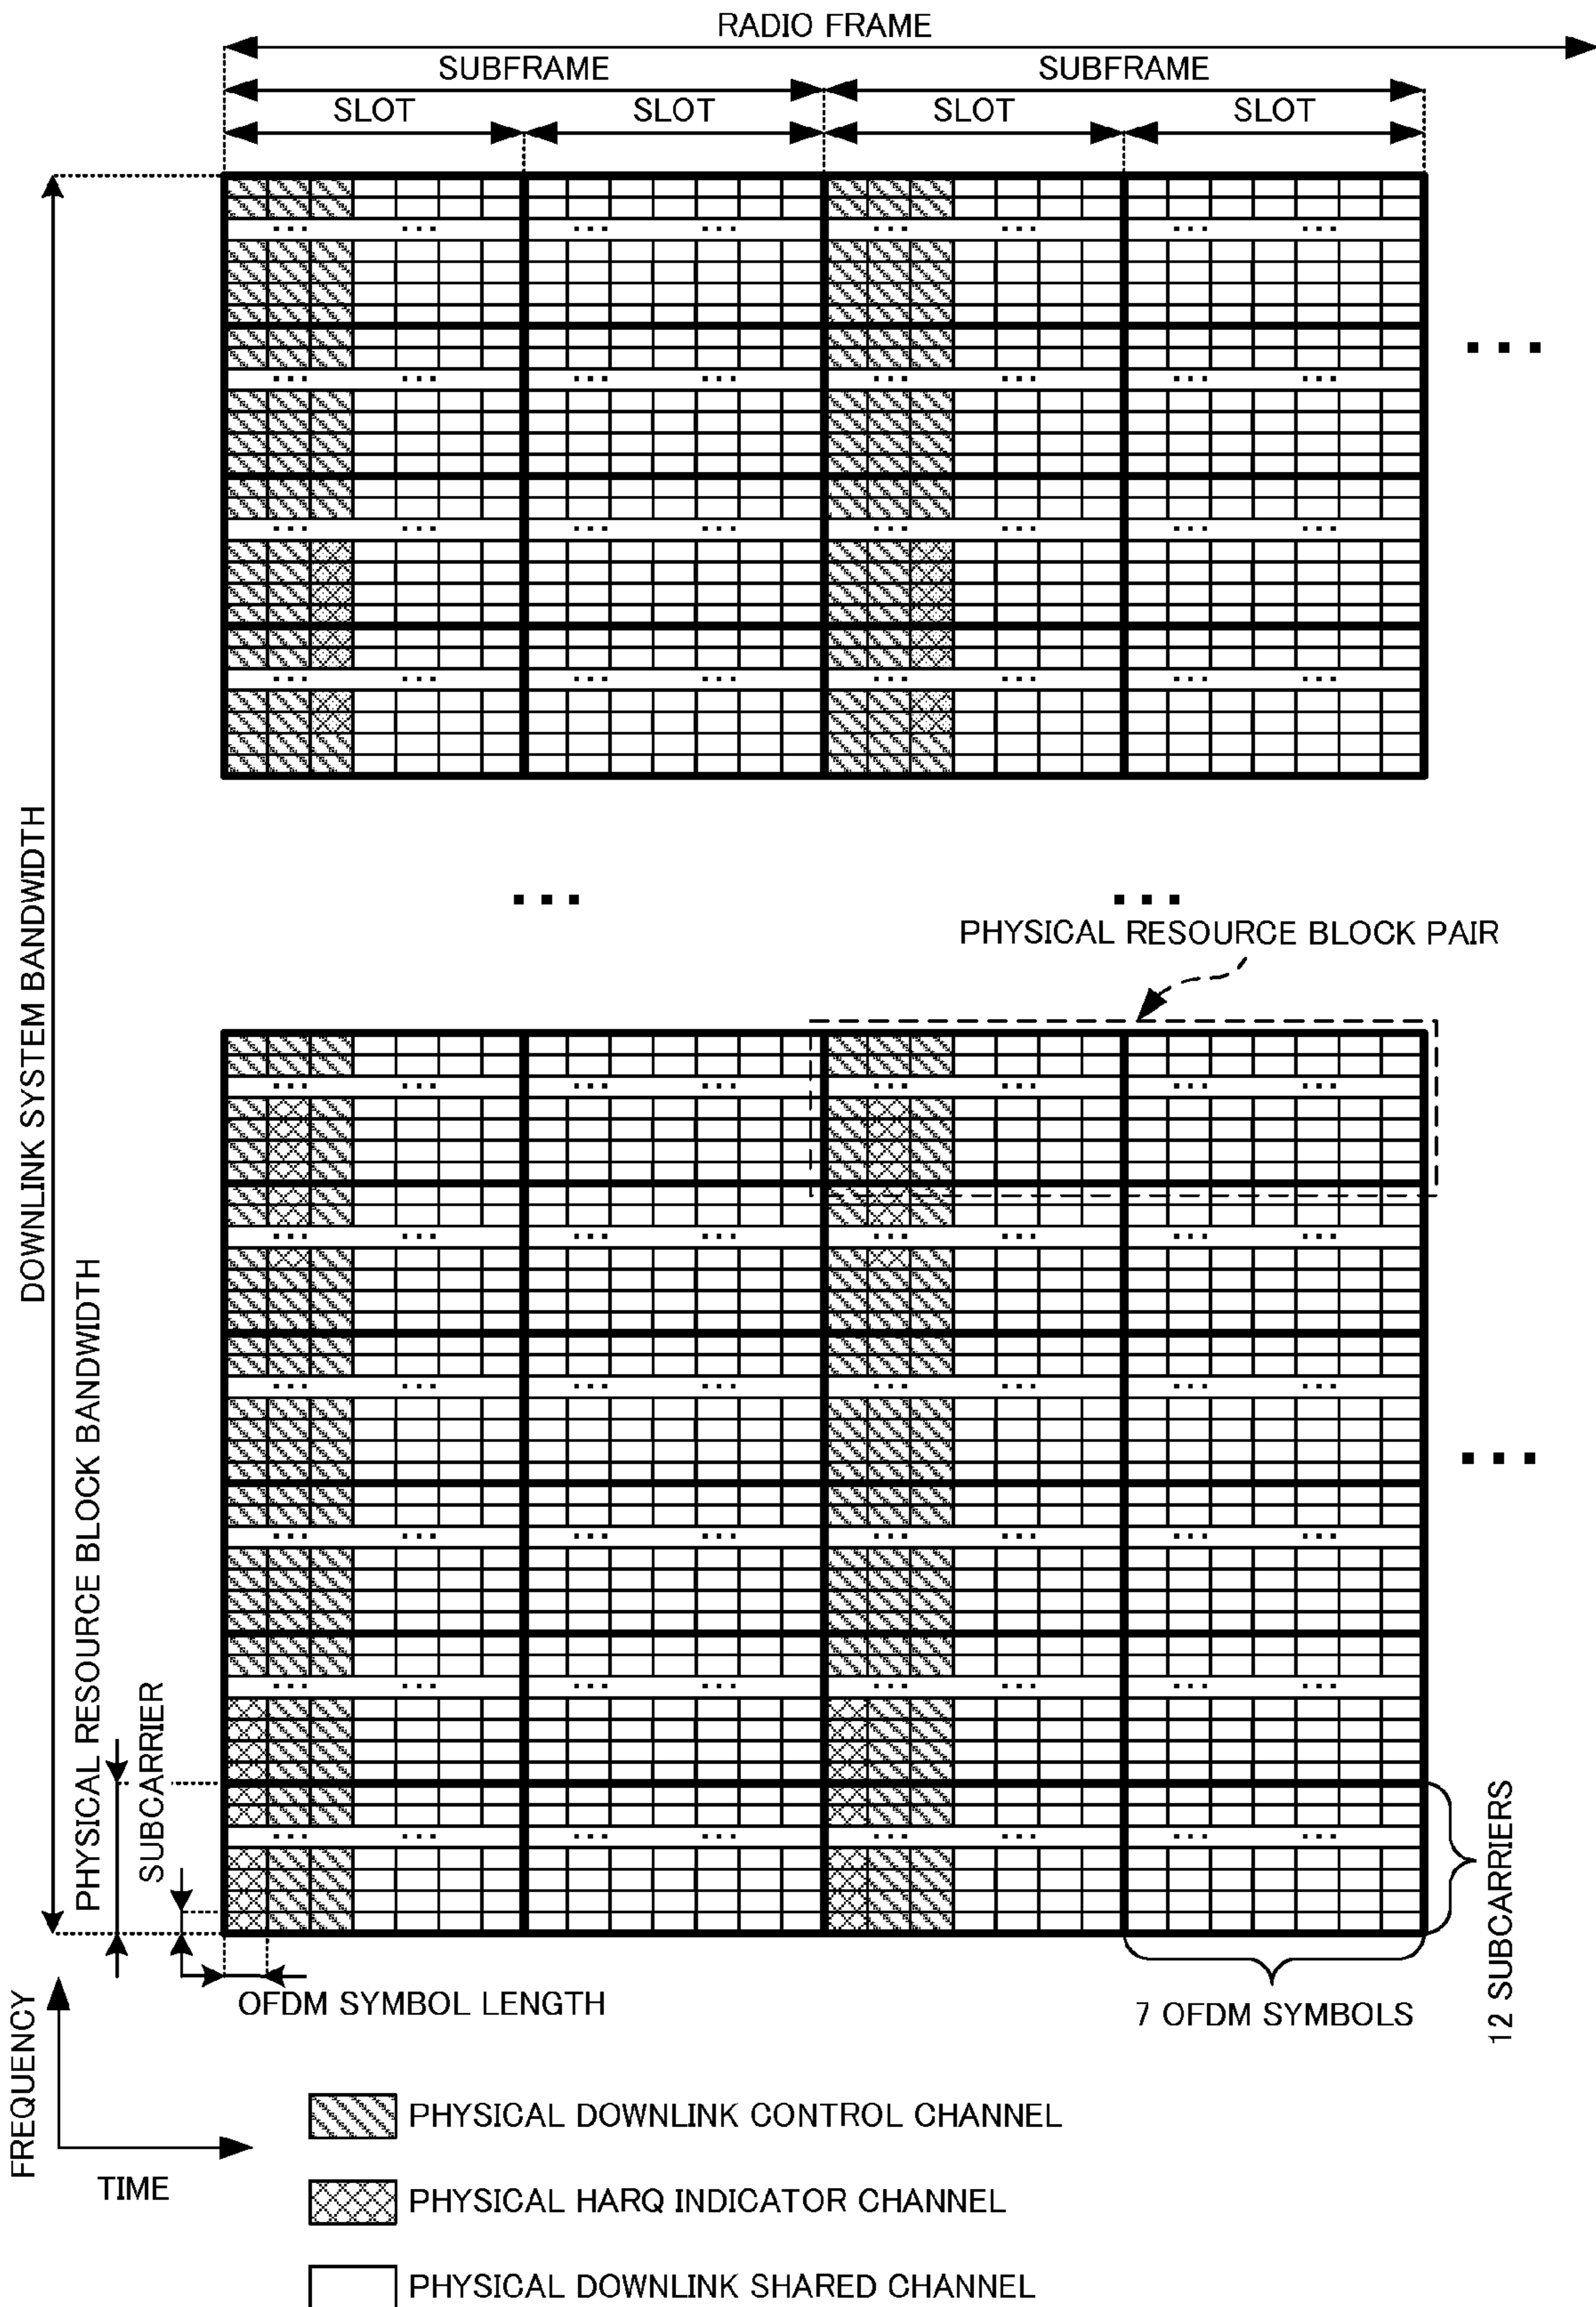 RADIO FRAME
SUBFRAME
SUBFRAME
SLOT
SLOT
SLOT
SLOT
DOWNLINK SYSTEM BANDWIDTH
PHYSICAL RESOURCE BLOCK PAIR
PHYSICAL RESOURCE BLOCK BANDWIDTH
SUBCARRIER
12 SUBCARRIERS
OFDM SYMBOL LENGTH
7 OFDM SYMBOLS
FREQUENCY
TIME
PHYSICAL DOWNLINK CONTROL CHANNEL
PHYSICAL HARQ INDICATOR CHANNEL
PHYSICAL DOWNLINK SHARED CHANNEL